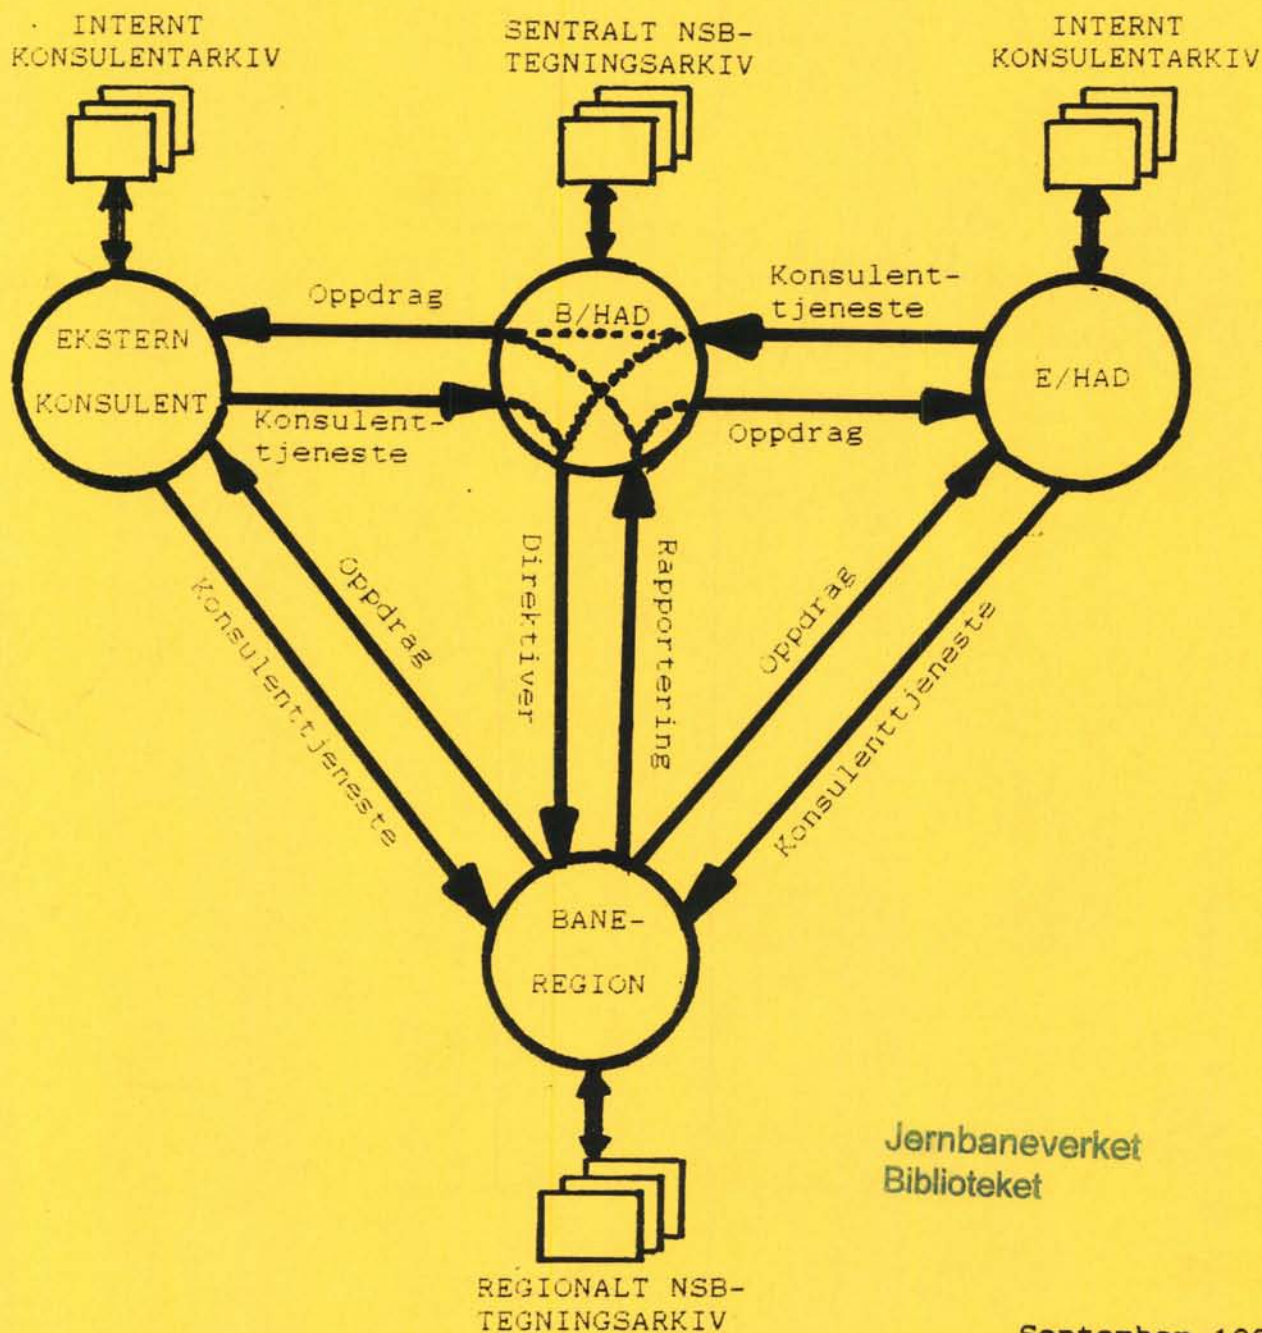 INTERNT
KONSULENTARKIV
SENTRALT NSB-
TEGNINGSARKIV
INTERNT
KONSULENTARKIV
Oppdrag
Konsulent-
tjeneste
EKSTERN
KONSULENT
B/HAD
E/HAD
Konsulent-
tjeneste
Oppdrag
Konsulenttjeneste
Oppdrag
Direktiver
Rapportering
Oppdrag
Konsulenttjeneste
BANE-
REGION
Jernbaneverket
Biblioteket
REGIONALT NSB-
TEGNINGSARKIV
September